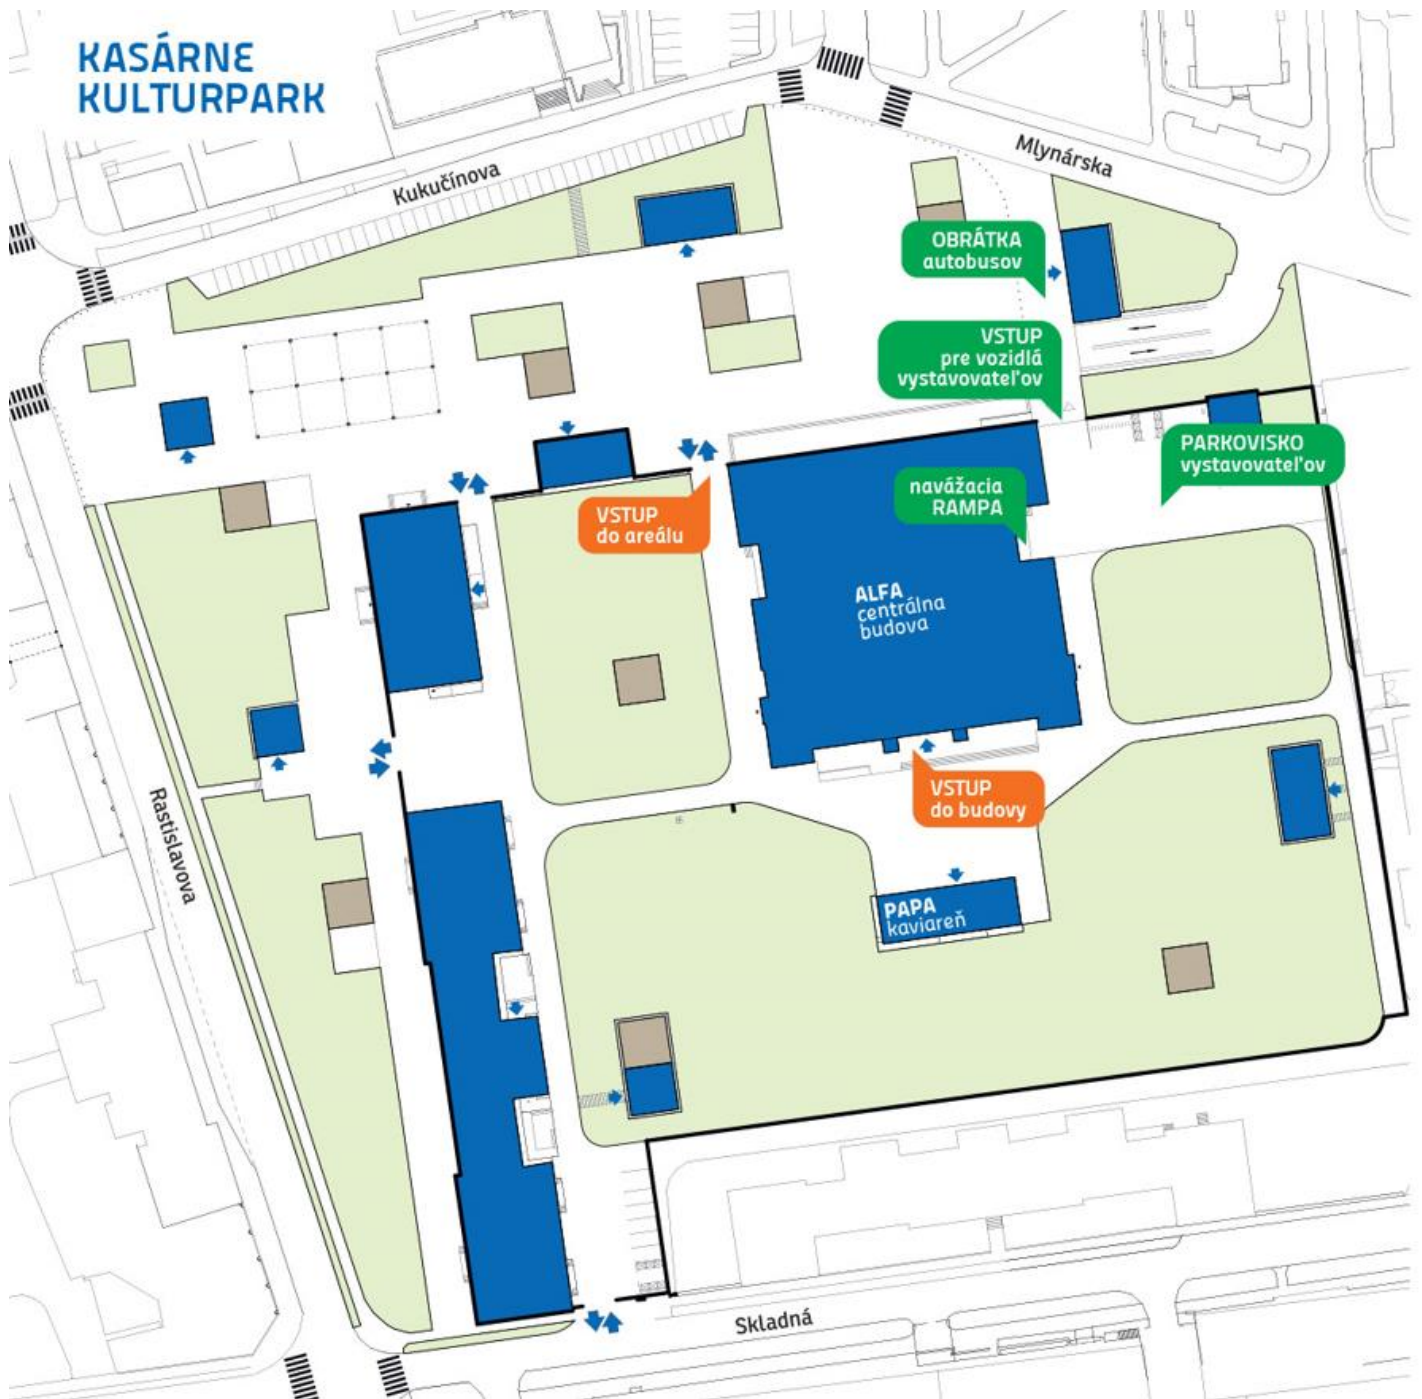 KASÁRNE
KULTURPARK
Kukučínova
Mlynárska
OBRÁTKA
autobusov
VSTUP
pre vozidlá
vystavovateľov
PARKOVISKO
vystavovateľov
navážacia
RAMPA
VSTUP
do areálu
ALFA
centrálna
budova
VSTUP
do budovy
Rastislavova
PAPA
kaviareň
Skladná